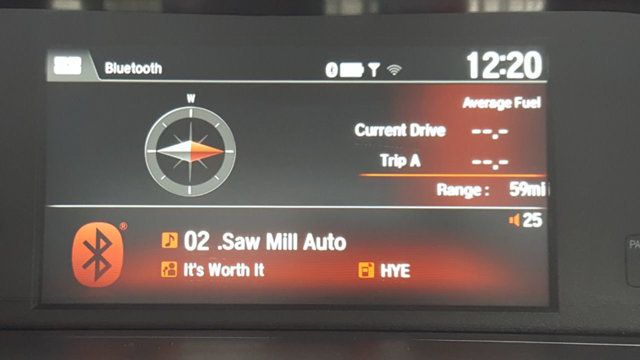 Bluetooth
12:20
W
Average Fuel
Current Drive --.-
Trip A --.-
Range : 59mi
25
02 .Saw Mill Auto
It's Worth It
HYE
PA